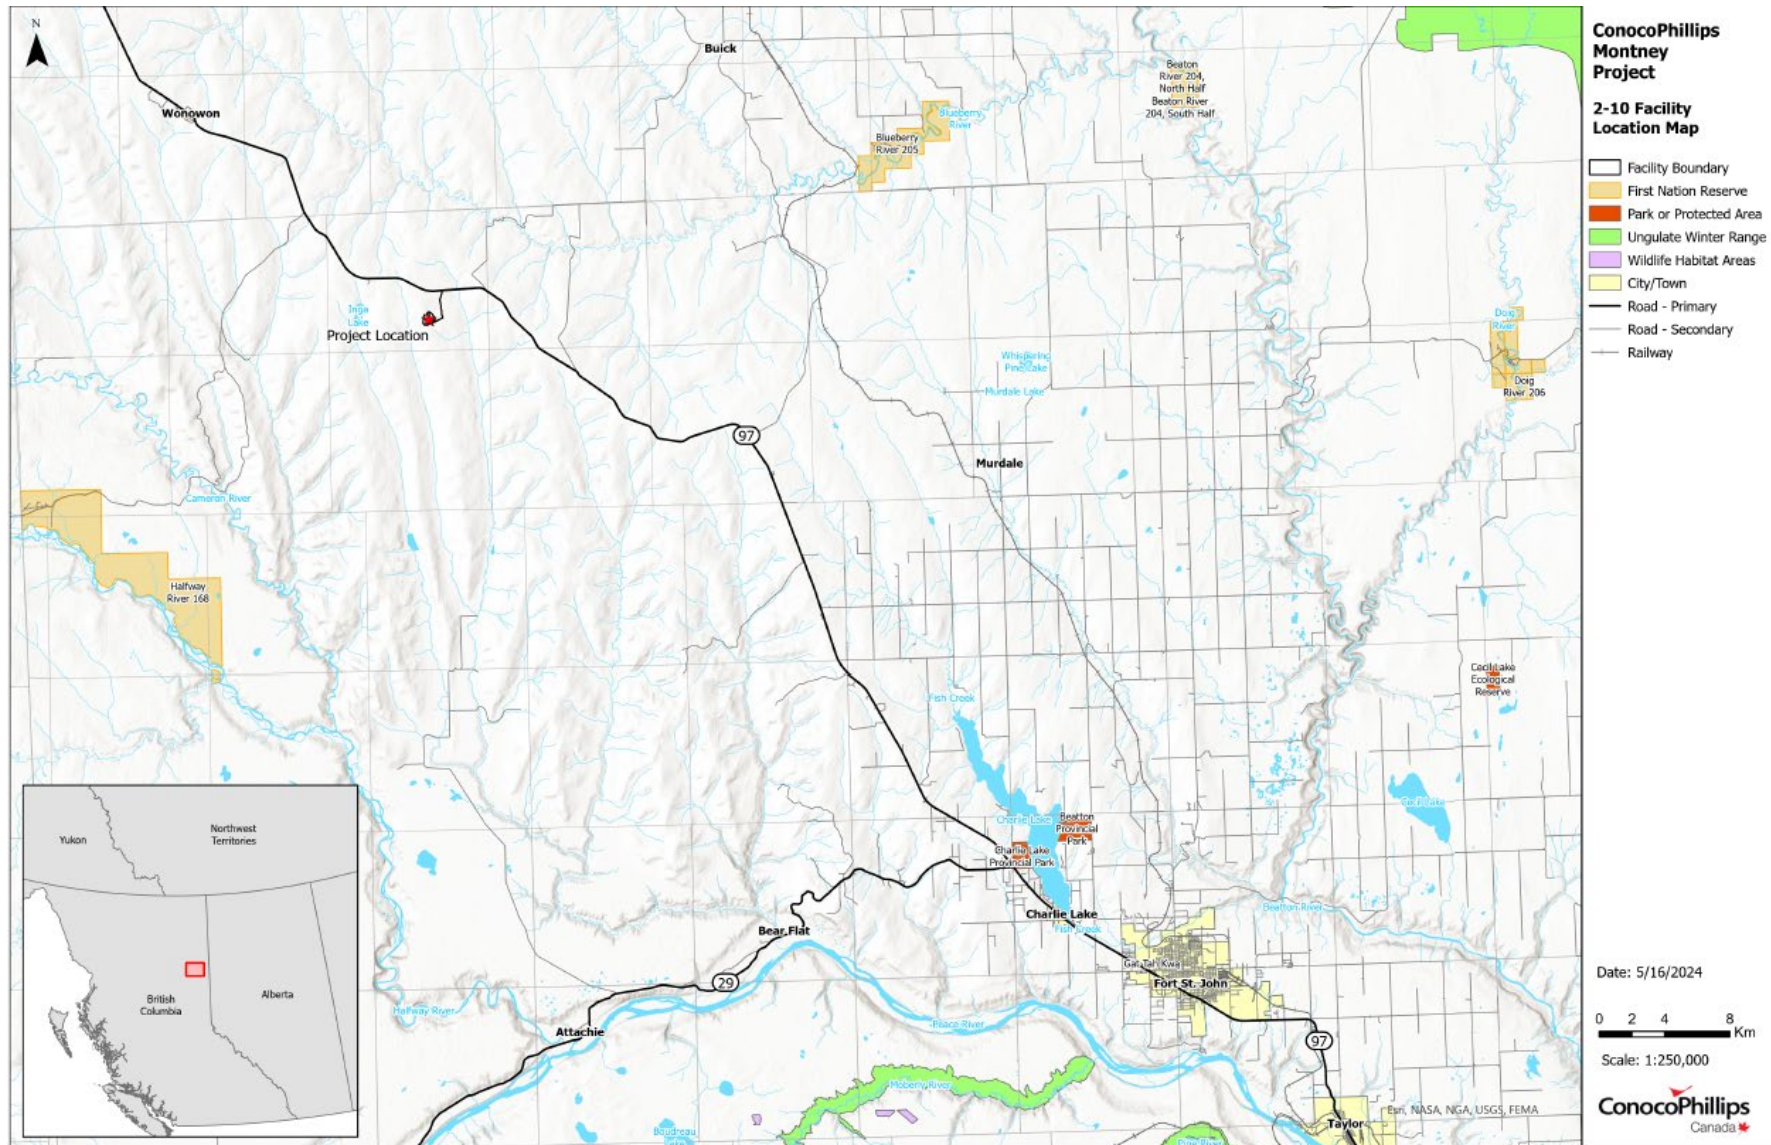 N
Buick
Wonowon
Beaton
River 204,
North Half
Beaton River
204, South Half
Blueberry
River
Blueberry
River 205
Inga
Lake
Project Location
Doig
River
Doig
River 206
Whispering
Pine Lake
Murdale Lake
97
Murdale
Cameron River
Halfway
River 168
Cecil Lake
Ecological
Reserve
Fish Creek
Cecil Lake
Charlie Lake
Beatton
Provincial
Park
Charlie Lake
Provincial Park
Charlie Lake
Fish Creek
Beatton River
Bear Flat
Gat Tah Kwą
Fort St. John
29
Halfway River
Attachie
Peace River
97
Moberly River
Boudreau
Lake
Pine River
Taylor
Esri, NASA, NGA, USGS, FEMA
Yukon
Northwest
Territories
British
Columbia
Alberta
ConocoPhillips
Montney
Project
2-10 Facility
Location Map
Facility Boundary
First Nation Reserve
Park or Protected Area
Ungulate Winter Range
Wildlife Habitat Areas
City/Town
Road - Primary
Road - Secondary
Railway
Date: 5/16/2024
0 2 4 8
Km
Scale: 1:250,000
ConocoPhillips
Canada